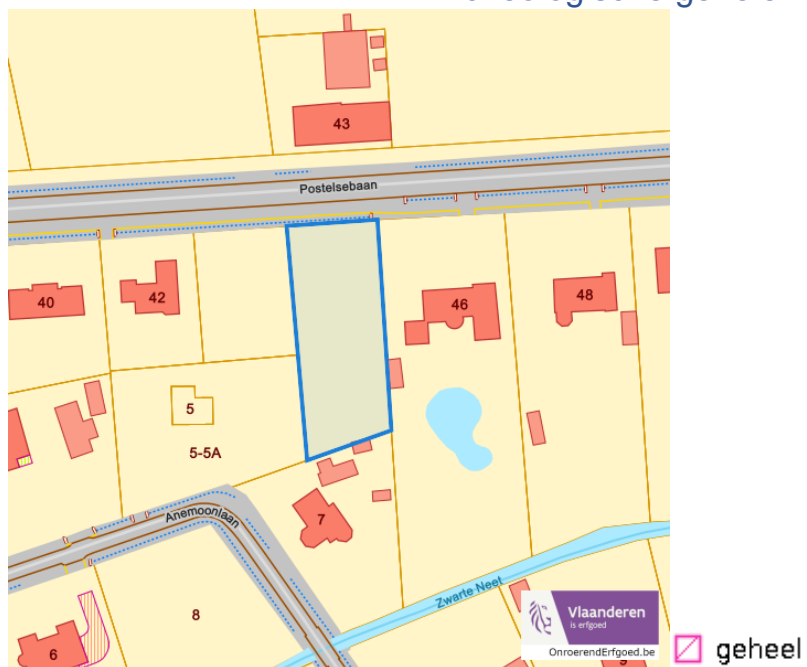 43
Postelsebaan
40
42
46
48
5
5-5A
7
Anemoonlaan
8
Zwarte Neet
6
9
Vlaanderen
is erfgoed
OnroerendErfgoed.be
geheel